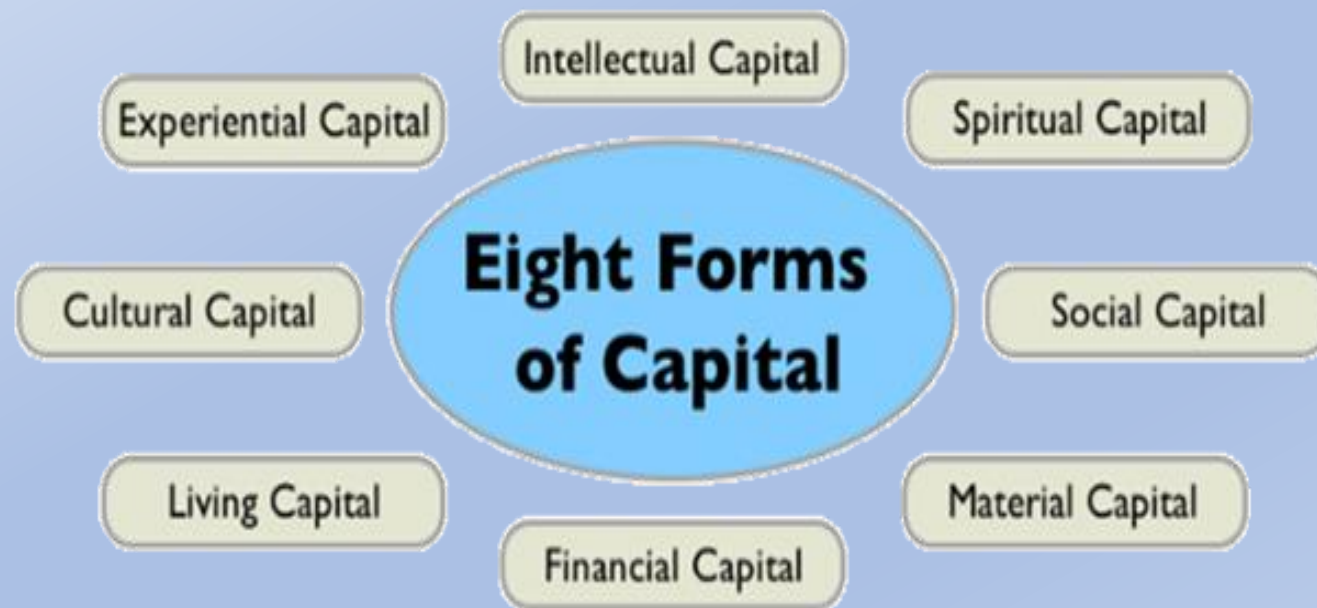 Intellectual Capital
Experiential Capital
Spiritual Capital
Eight Forms
of Capital
Cultural Capital
Social Capital
Living Capital
Material Capital
Financial Capital